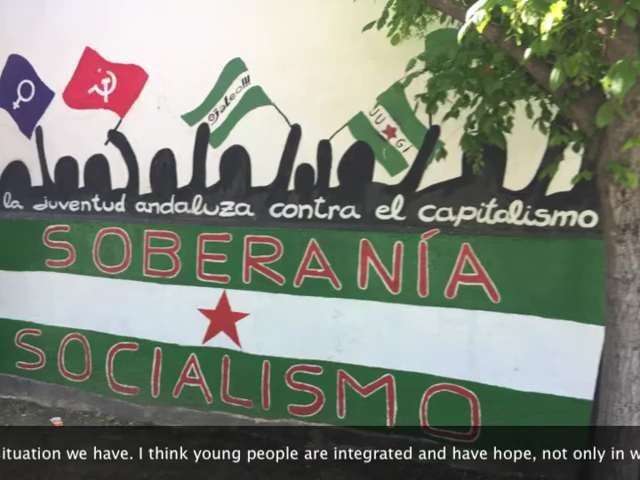 Jaleo!!!
JU GI
la juventud andaluza contra el capitalismo
SOBERANÍA
SOCIALISMO
situation we have. I think young people are integrated and have hope, not only in w